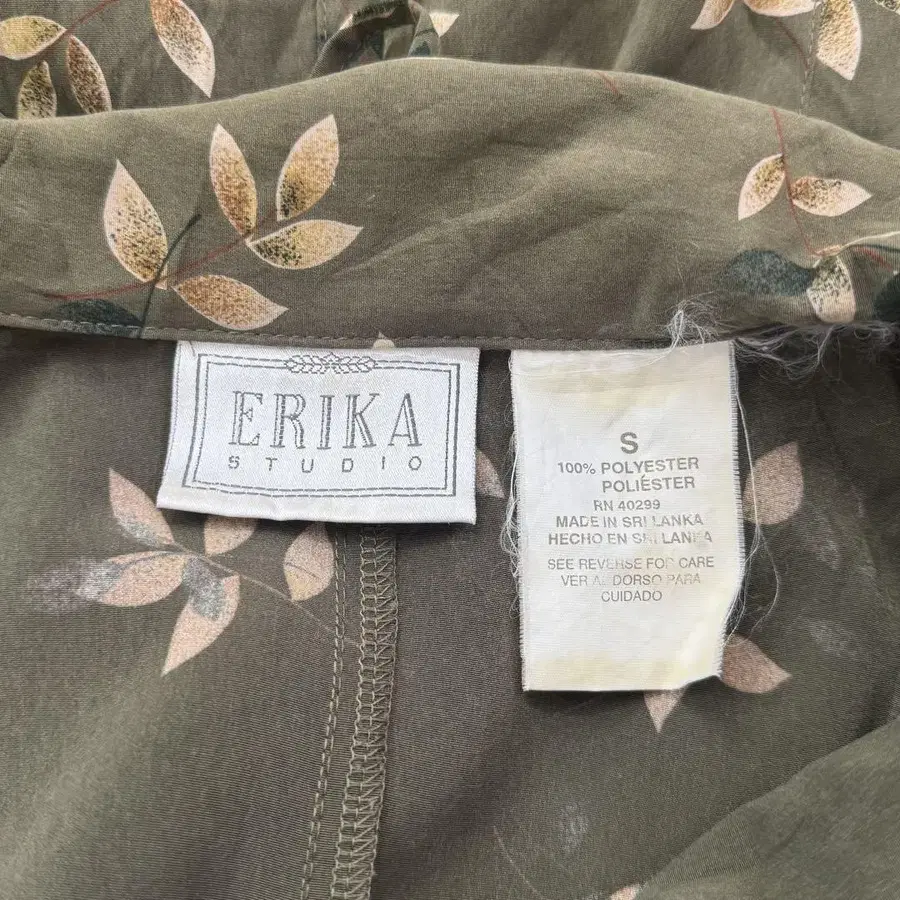 ERIKA
STUDIO
S
100% POLYESTER
POLIÉSTER
RN 40299
MADE IN SRI LANKA
HECHO EN SRI LANKA
SEE REVERSE FOR CARE
VER AL DORSO PARA
CUIDADO